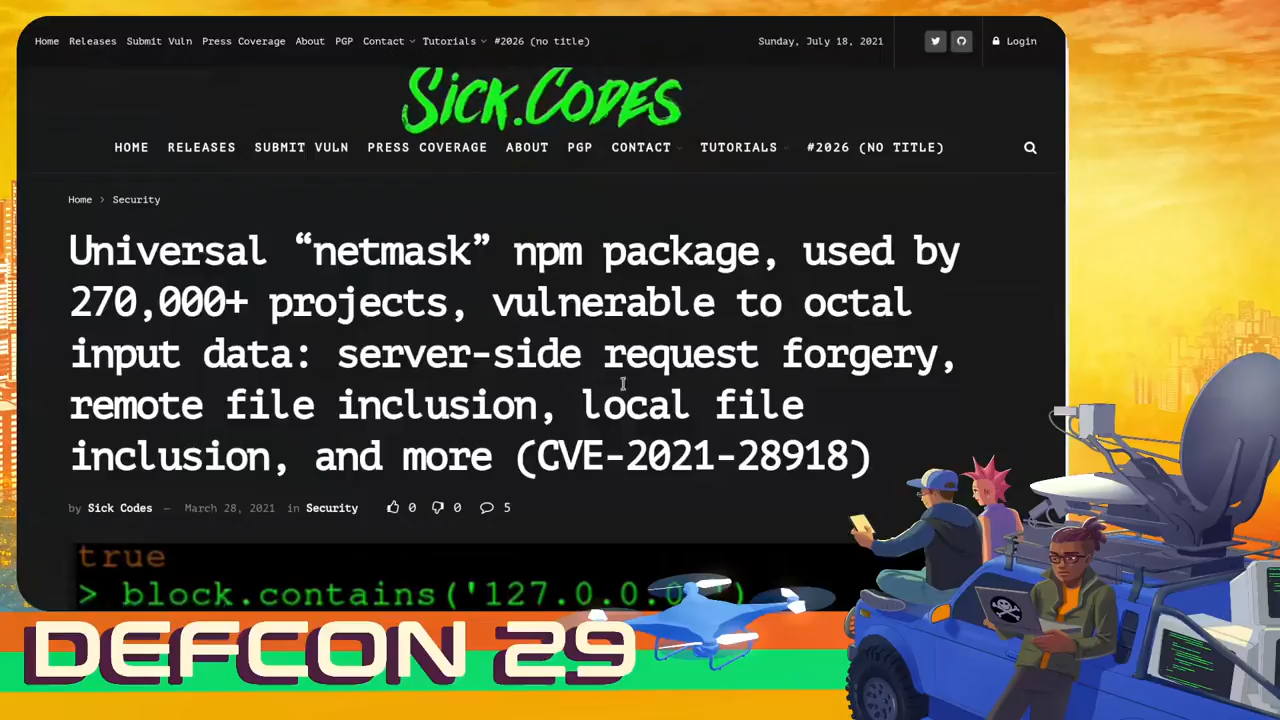 Home Releases Submit Vuln Press Coverage About PGP Contact Tutorials #2026 (no title) Sunday, July 18, 2021 Login
Sick.Codes
HOME RELEASES SUBMIT VULN PRESS COVERAGE ABOUT PGP CONTACT TUTORIALS #2026 (NO TITLE)
Home > Security
Universal “netmask” npm package, used by
270,000+ projects, vulnerable to octal
input data: server-side request forgery,
remote file inclusion, local file
inclusion, and more (CVE-2021-28918)
by Sick Codes — March 28, 2021 in Security 0 0 5
true
> block.contains('127.0.0.0
DEFCON 29